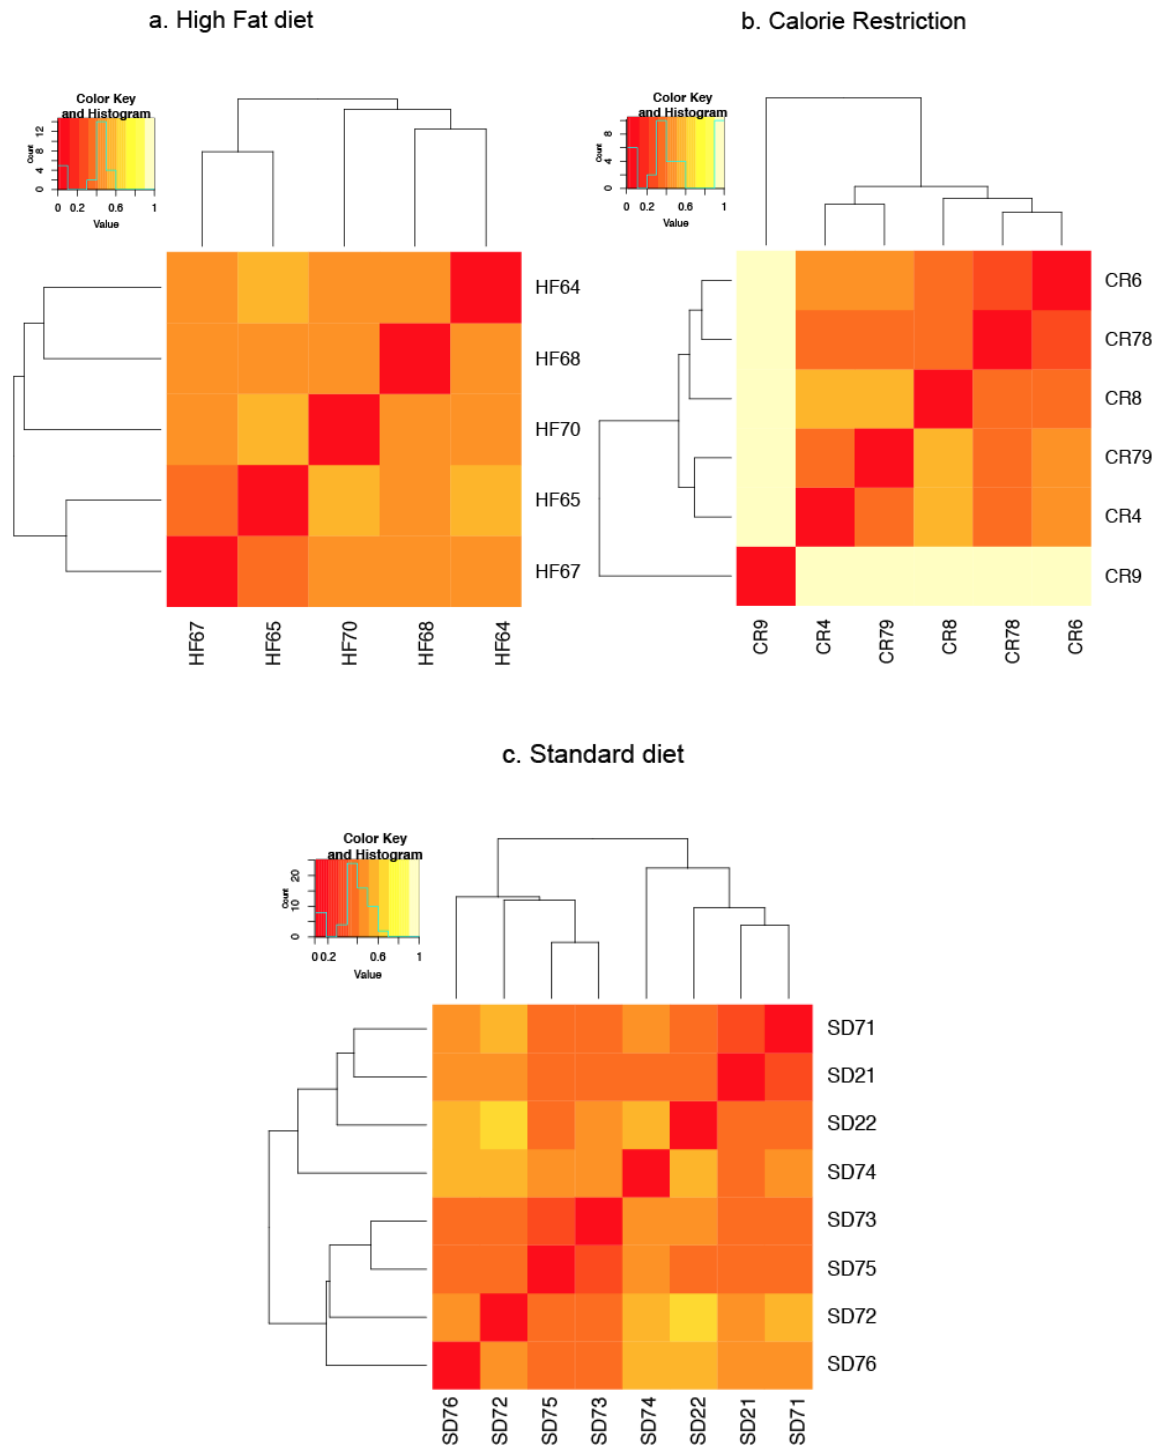 a. High Fat diet
b. Calorie Restriction
Color Key
and Histogram
Count
0 4 8 12
0 0.2 0.6 1
Value
HF64
HF68
HF70
HF65
HF67
HF67 HF65 HF70 HF68 HF64
Color Key
and Histogram
Count
0 4 8
0 0.2 0.6 1
Value
CR6
CR78
CR8
CR79
CR4
CR9
CR9 CR4 CR79 CR8 CR78 CR6
c. Standard diet
Color Key
and Histogram
Count
0 10 20
0 0.2 0.6 1
Value
SD71
SD21
SD22
SD74
SD73
SD75
SD72
SD76
SD76 SD72 SD75 SD73 SD74 SD22 SD21 SD71